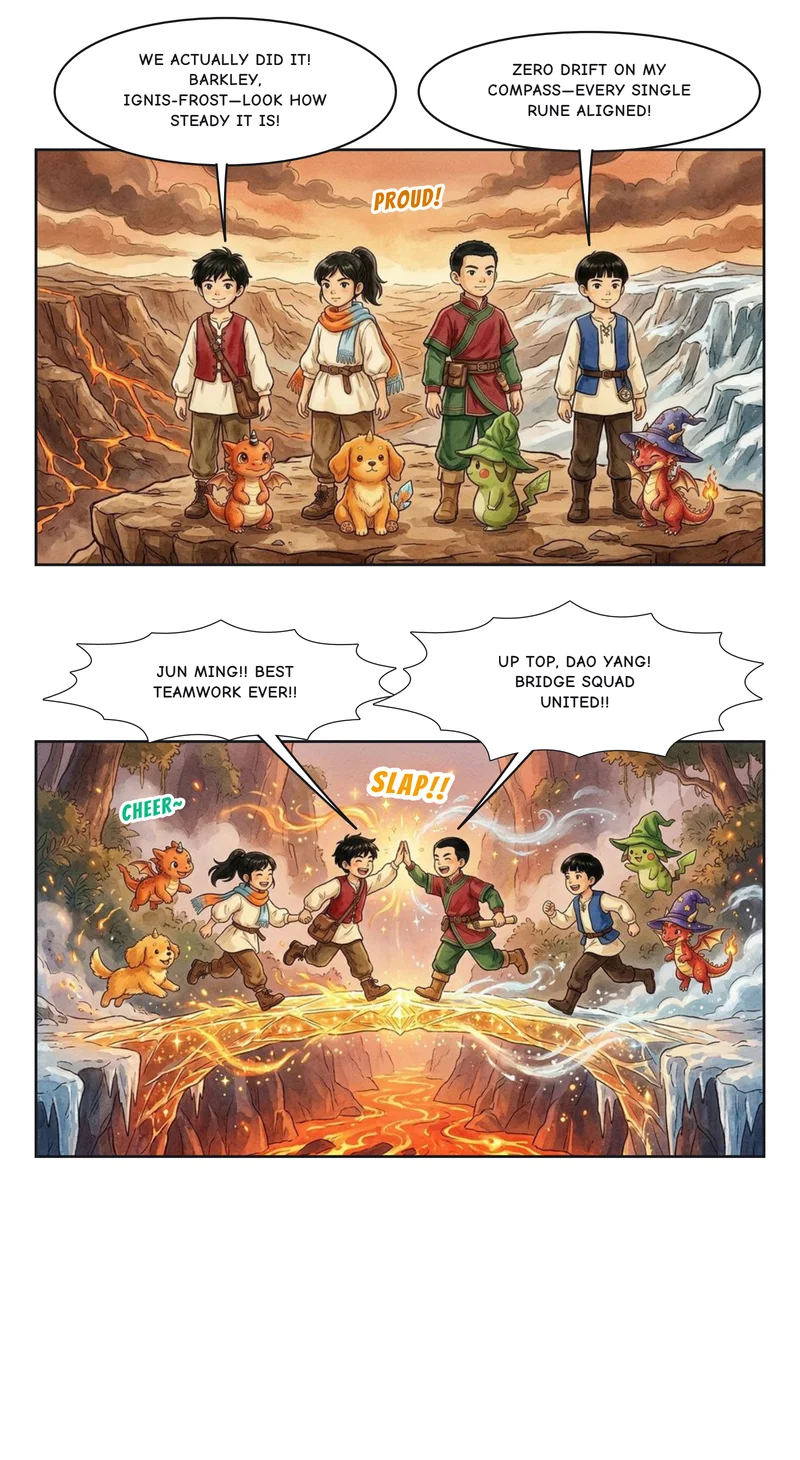 WE ACTUALLY DID IT!
BARKLEY,
IGNIS-FROST—LOOK HOW
STEADY IT IS!
ZERO DRIFT ON MY
COMPASS—EVERY SINGLE
RUNE ALIGNED!
PROUD!
JUN MING!! BEST
TEAMWORK EVER!!
UP TOP, DAO YANG!
BRIDGE SQUAD
UNITED!!
SLAP!!
CHEER~